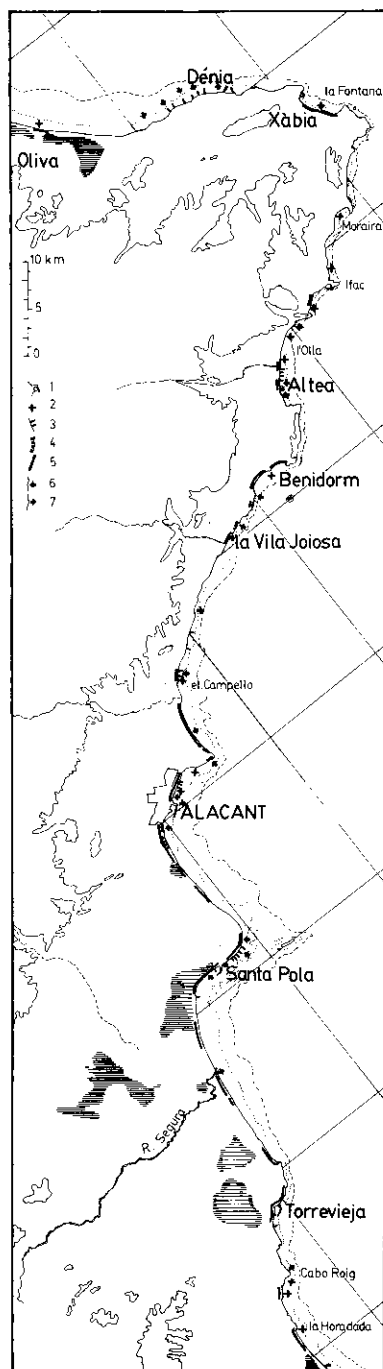 Dénia
la Fontana
Xàbia
Oliva
Moraira
10 km
Ifac
5
0
l'Olla
1
2
Altea
3
4
5
6
Benidorm
7
la Vila Joiosa
el Campello
ALACANT
Santa Pola
R. Segura
Torrevieja
Cabo Roig
la Horadada